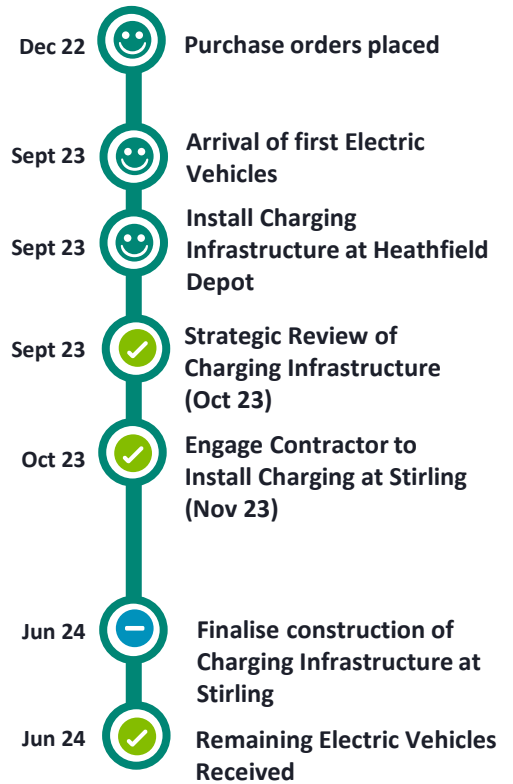 Dec 22
Purchase orders placed
Sept 23
Arrival of first Electric
Vehicles
Sept 23
Install Charging
Infrastructure at Heathfield
Depot
Sept 23
Strategic Review of
Charging Infrastructure
(Oct 23)
Oct 23
Engage Contractor to
Install Charging at Stirling
(Nov 23)
Jun 24
Finalise construction of
Charging Infrastructure at
Stirling
Jun 24
Remaining Electric Vehicles
Received